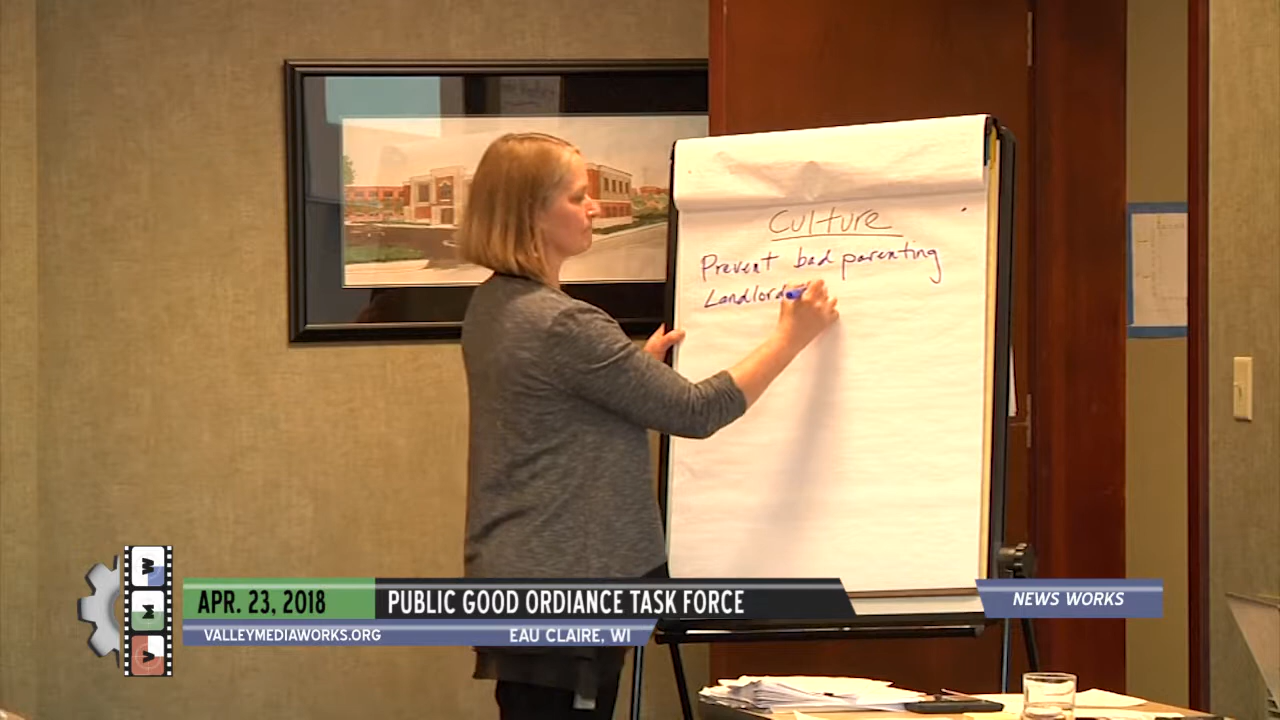 Culture
Prevent bad parenting
Landlord
W
M
V
APR. 23, 2018
PUBLIC GOOD ORDIANCE TASK FORCE
NEWS WORKS
VALLEYMEDIAWORKS.ORG
EAU CLAIRE, WI